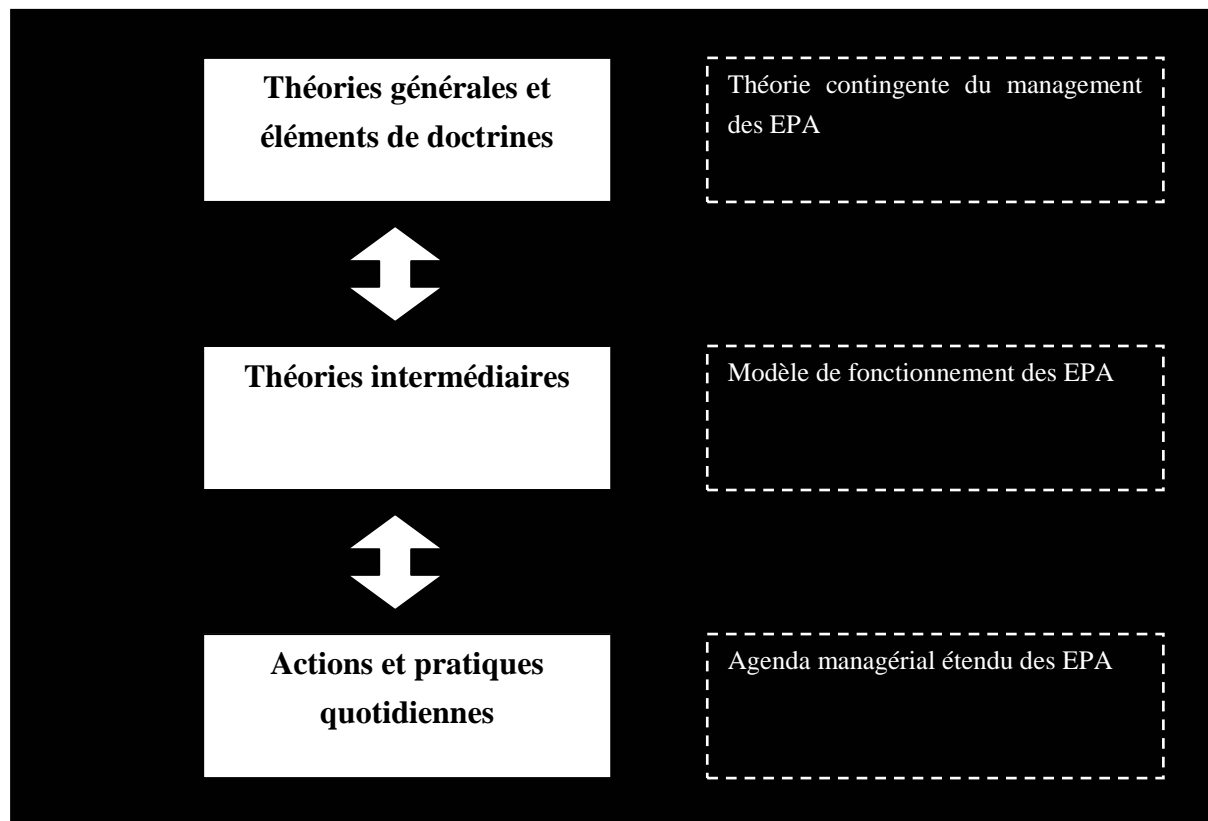 Théories générales et
éléments de doctrines
Théorie contingente du management
des EPA
Théories intermédiaires
Modèle de fonctionnement des EPA
Actions et pratiques
quotidiennes
Agenda managérial étendu des EPA